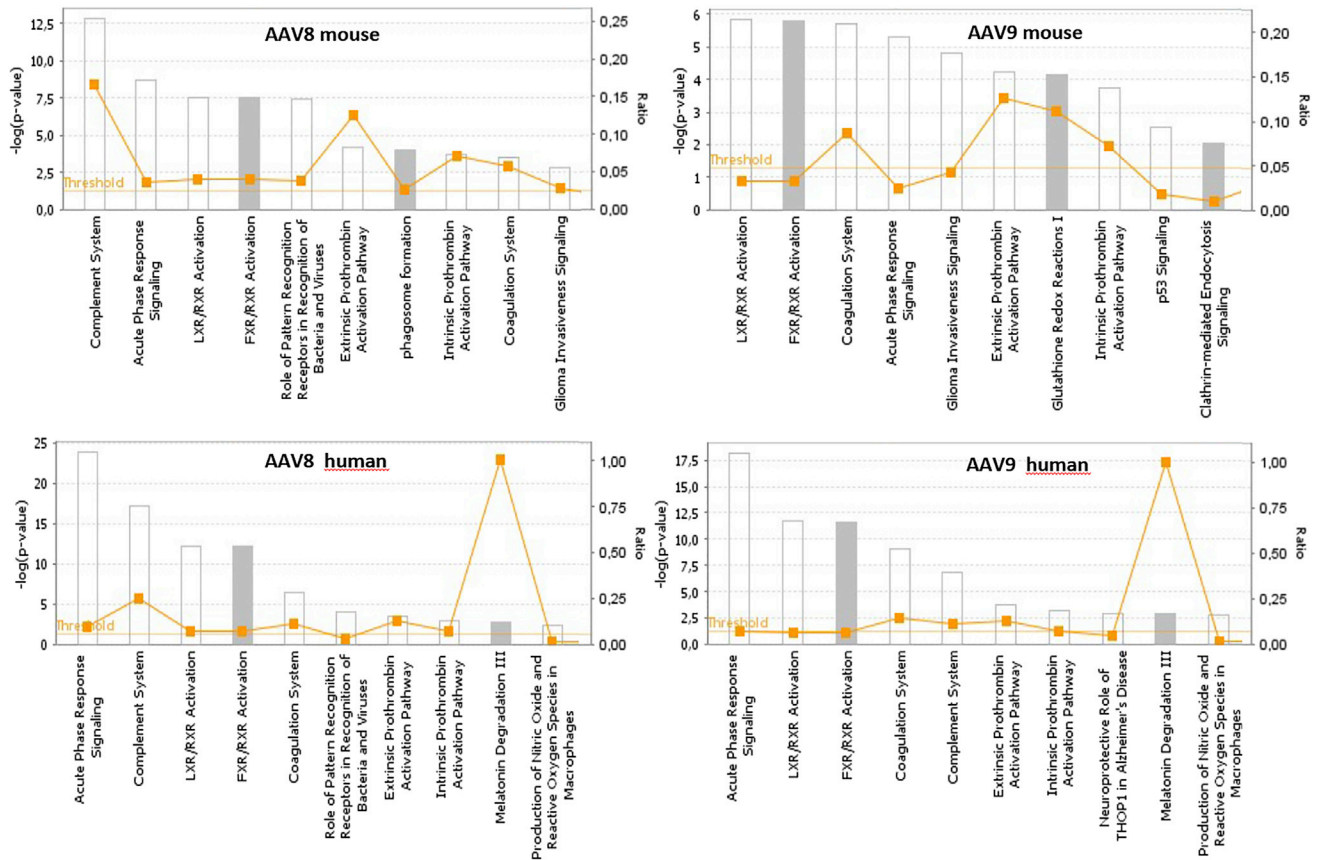 AAV8 mouse
-log(p-value)
12,5
10,0
7,5
5,0
2,5
0,0
Threshold
0,25
0,20
0,15
0,10
0,05
0,00
Ratio
Complement System
Acute Phase Response
Signaling
LXR/RXR Activation
FXR/RXR Activation
Role of Pattern Recognition
Receptors in Recognition of
Bacteria and Viruses
Extrinsic Prothrombin
Activation Pathway
phagosome formation
Intrinsic Prothrombin
Activation Pathway
Coagulation System
Glioma Invasiveness Signaling
AAV9 mouse
-log(p-value)
6
5
4
3
2
1
0
Threshold
0,20
0,15
0,10
0,05
0,00
Ratio
LXR/RXR Activation
FXR/RXR Activation
Coagulation System
Acute Phase Response
Signaling
Glioma Invasiveness Signaling
Extrinsic Prothrombin
Activation Pathway
Glutathione Redox Reactions I
Intrinsic Prothrombin
Activation Pathway
p53 Signaling
Clathrin-mediated Endocytosis
Signaling
AAV8 human
-log(p-value)
25
20
15
10
5
0
Threshold
1,00
0,75
0,50
0,25
0,00
Ratio
Acute Phase Response
Signaling
Complement System
LXR/RXR Activation
FXR/RXR Activation
Coagulation System
Role of Pattern Recognition
Receptors in Recognition of
Bacteria and Viruses
Extrinsic Prothrombin
Activation Pathway
Intrinsic Prothrombin
Activation Pathway
Melatonin Degradation III
Production of Nitric Oxide and
Reactive Oxygen Species in
Macrophages
AAV9 human
-log(p-value)
17,5
15,0
12,5
10,0
7,5
5,0
2,5
0,0
Threshold
1,00
0,75
0,50
0,25
0,00
Ratio
Acute Phase Response
Signaling
LXR/RXR Activation
FXR/RXR Activation
Coagulation System
Complement System
Extrinsic Prothrombin
Activation Pathway
Intrinsic Prothrombin
Activation Pathway
Neuroprotective Role of
THOP1 in Alzheimer's Disease
Melatonin Degradation III
Production of Nitric Oxide and
Reactive Oxygen Species in
Macrophages